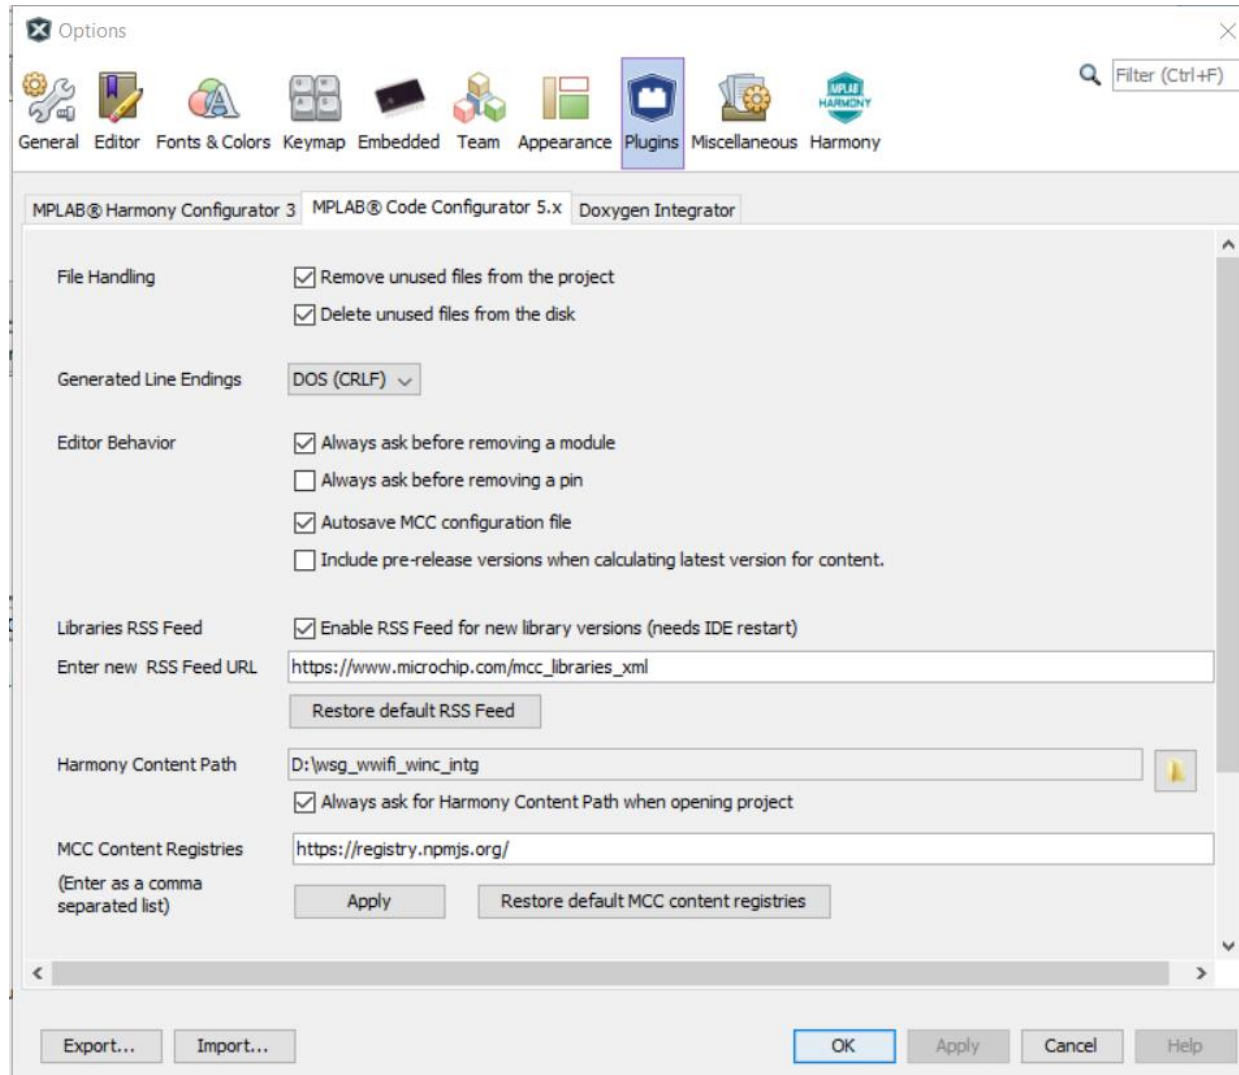 Options
Filter (Ctrl+F)
MPLAB
HARMONY
General Editor Fonts & Colors Keymap Embedded Team Appearance Plugins Miscellaneous Harmony
MPLAB® Harmony Configurator 3 MPLAB® Code Configurator 5.x Doxygen Integrator
File Handling Remove unused files from the project
Delete unused files from the disk
Generated Line Endings DOS (CRLF)
Editor Behavior Always ask before removing a module
Always ask before removing a pin
Autosave MCC configuration file
Include pre-release versions when calculating latest version for content.
Libraries RSS Feed Enable RSS Feed for new library versions (needs IDE restart)
Enter new RSS Feed URL https://www.microchip.com/mcc_libraries_xml
Restore default RSS Feed
Harmony Content Path D:\wsg_wwifi_winc_intg
Always ask for Harmony Content Path when opening project
MCC Content Registries https://registry.npmjs.org/
(Enter as a comma
separated list) Apply Restore default MCC content registries
Export... Import... OK Apply Cancel Help